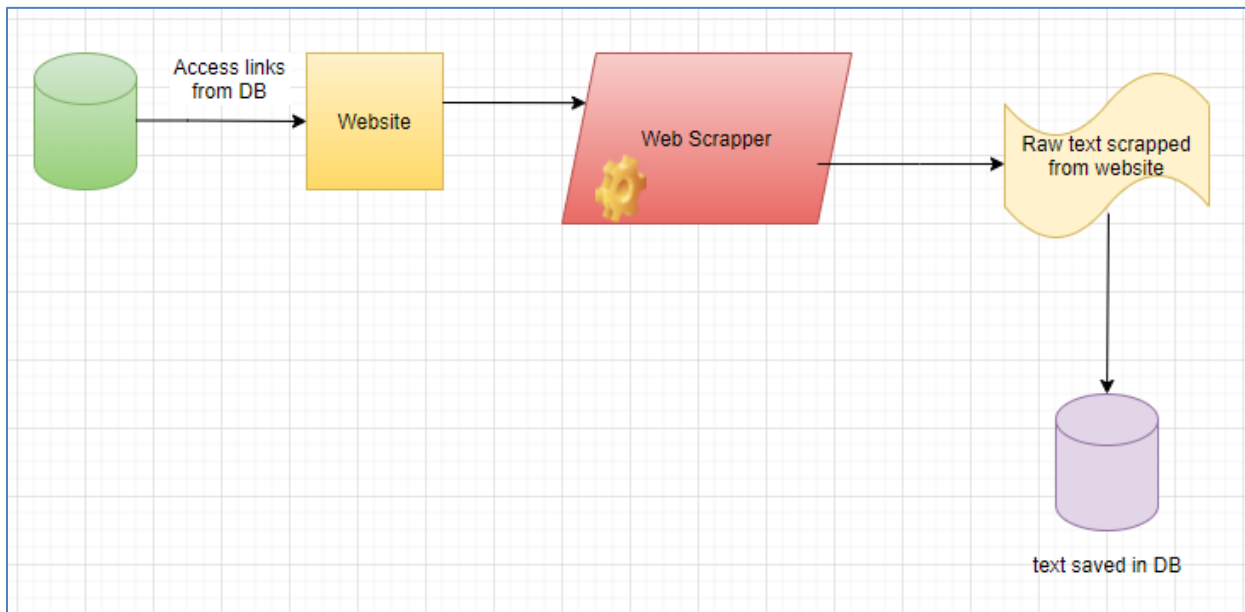 Access links
from DB
Website
Web Scrapper
Raw text scrapped
from website
text saved in DB